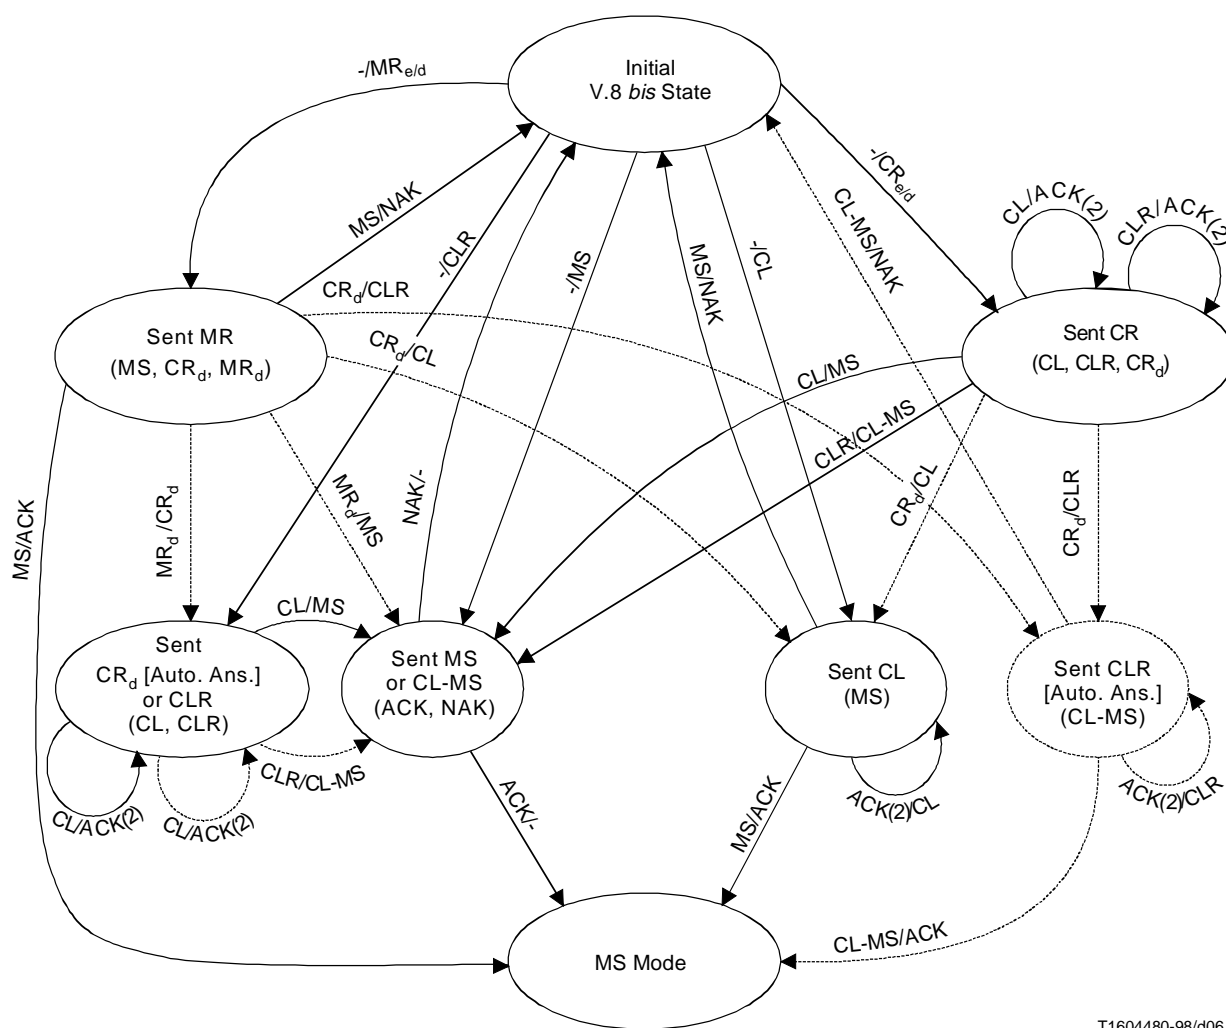 Initial
V.8 bis State
-/MRe/d
-/CRe/d
MS/NAK
-/CLR
-/MS
MS/NAK
-/CL
CL-MS/NAK
CL/ACK(2)
CLR/ACK(2)
Sent MR
(MS, CRd, MRd)
CRd/CLR
CRd/CL
Sent CR
(CL, CLR, CRd)
CL/MS
CLR/CL-MS
MS/ACK
MRd/CRd
MRd/MS
NAK/-
CRd/CL
CRd/CLR
CL/MS
Sent
CRd [Auto. Ans.]
or CLR
(CL, CLR)
Sent MS
or CL-MS
(ACK, NAK)
Sent CL
(MS)
Sent CLR
[Auto. Ans.]
(CL-MS)
CLR/CL-MS
CL/ACK(2)
CL/ACK(2)
ACK(2)/CL
ACK(2)/CLR
ACK/-
MS/ACK
CL-MS/ACK
MS Mode
T1604480-98/d06